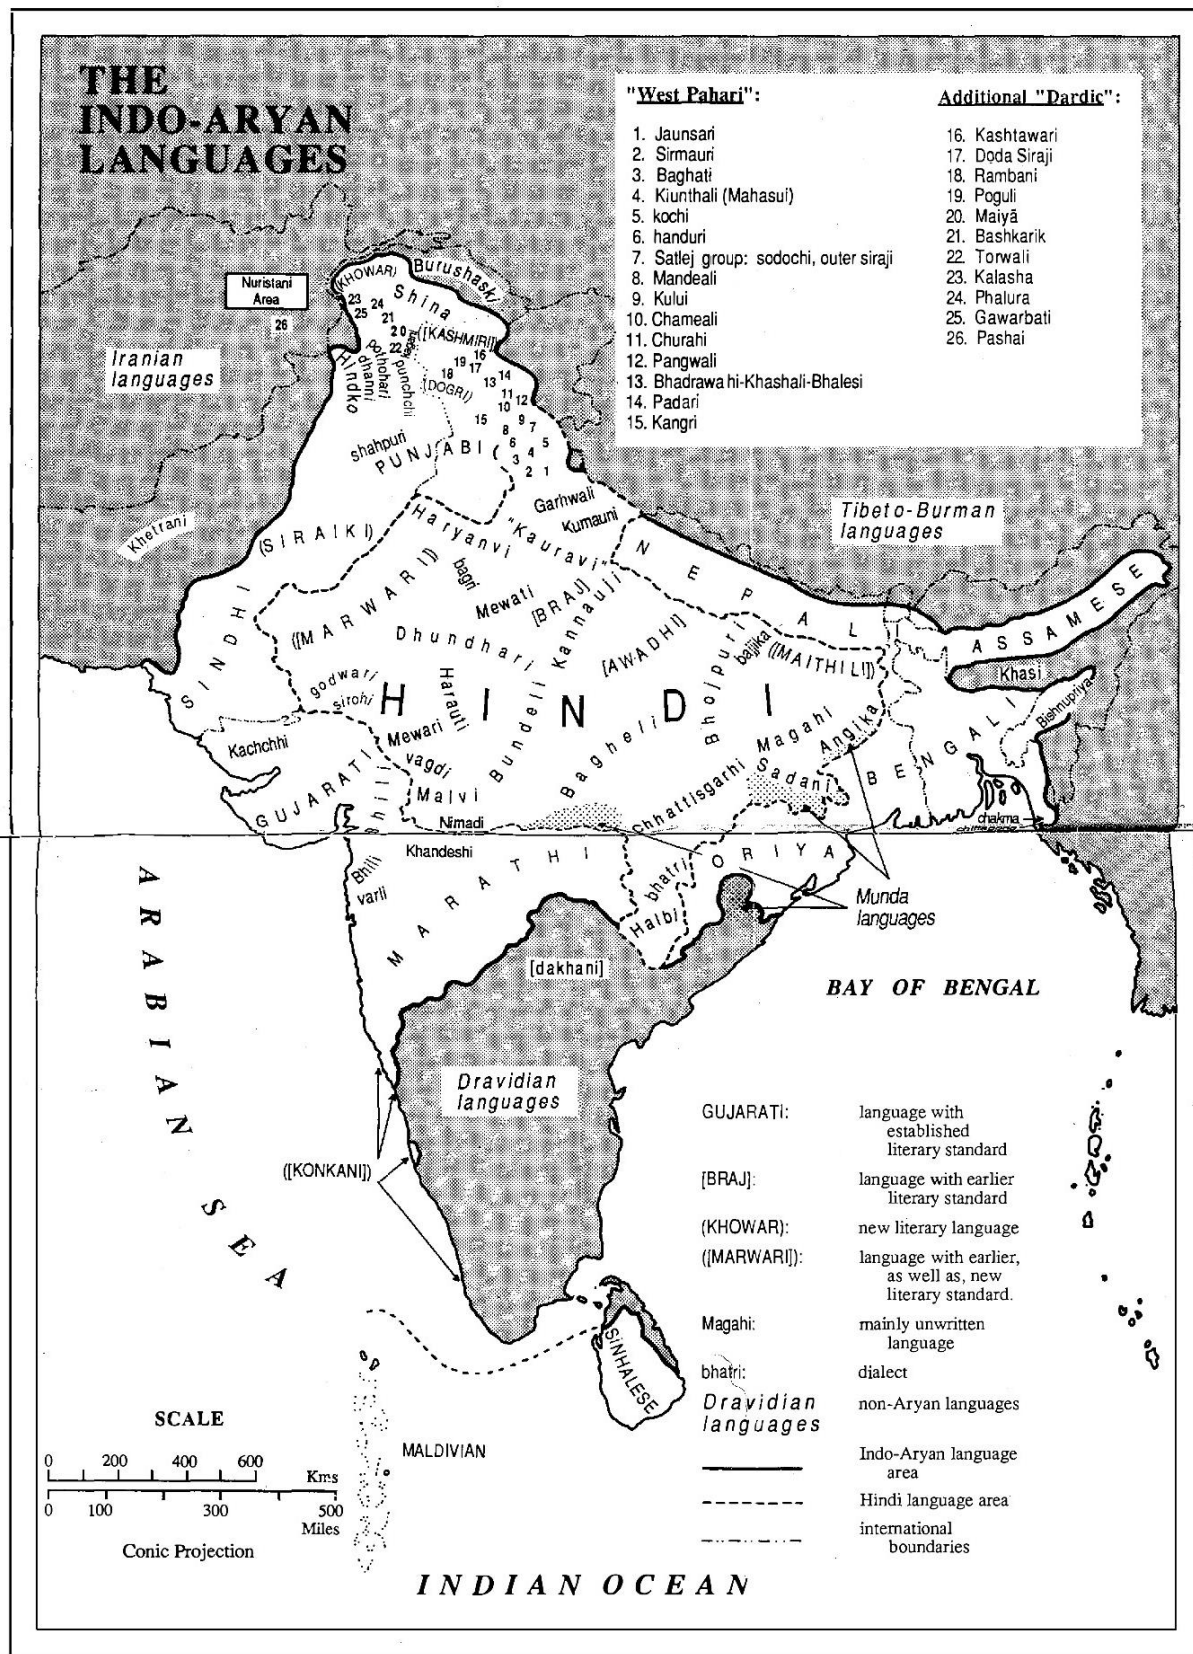 THE
INDO-ARYAN
LANGUAGES
"West Pahari":
1. Jaunsari
2. Sirmauri
3. Baghati
4. Kiunthali (Mahasui)
5. kochi
6. handuri
7. Satlej group: sodochi, outer siraji
8. Mandeali
9. Kului
10. Chameali
11. Churahi
12. Pangwali
13. Bhadrawahi-Khashali-Bhalesi
14. Padari
15. Kangri
Additional "Dardic":
16. Kashtawari
17. Doda Siraji
18. Rambani
19. Poguli
20. Maiyā
21. Bashkarik
22. Torwali
23. Kalasha
24. Phalura
25. Gawarbati
26. Pashai
Nuristani
Area
26
(KHOWAR)
Burushaski
Shina
23
24
25
21
20
22
([KASHMIRI])
16
19
17
18
14
13
[DOGRI)
11
12
10
15
9
8
7
6
5
4
3
2
1
Iranian
languages
Hindko
pothohari
dhanni
punchchi
shahpuri
PUNJABI
Garhwali
Kumauni
Khetrani
(SIRAIKI)
Haryanvi
"Kauravi"
Tibeto-Burman
languages
NEPALI
ASSAMESE
Khasi
Bishnupriya
SINDHI
([MARWARI])
bagri
Mewati
[BRAJ]
Kannauji
Dhundhari
[AWADHI]
Bhojpuri
bajjika
([MAITHILI])
godwari
sirohi
Harauti
HINDI
Kachchhi
Mewari
vagdi
Bundeli
Bagheli
Magahi
Angika
BENGALI
GUJARATI
Bhili
Malvi
Nimadi
Chhattisgarhi
Sadani
chakma
Khandeshi
Bhili
varli
MARATHI
bhatri
Halbi
ORIYA
Munda
languages
[dakhani]
ARABIAN SEA
BAY OF BENGAL
Dravidian
languages
([KONKANI])
SINHALESE
MALDIVIAN
GUJARATI: language with
established
literary standard
[BRAJ]: language with earlier
literary standard
(KHOWAR): new literary language
([MARWARI]): language with earlier,
as well as, new
literary standard.
Magahi: mainly unwritten
language
bhatri: dialect
Dravidian
languages non-Aryan languages
Indo-Aryan language
area
Hindi language area
international
boundaries
SCALE
0 200 400 600
Kms
0 100 300 500
Miles
Conic Projection
INDIAN OCEAN